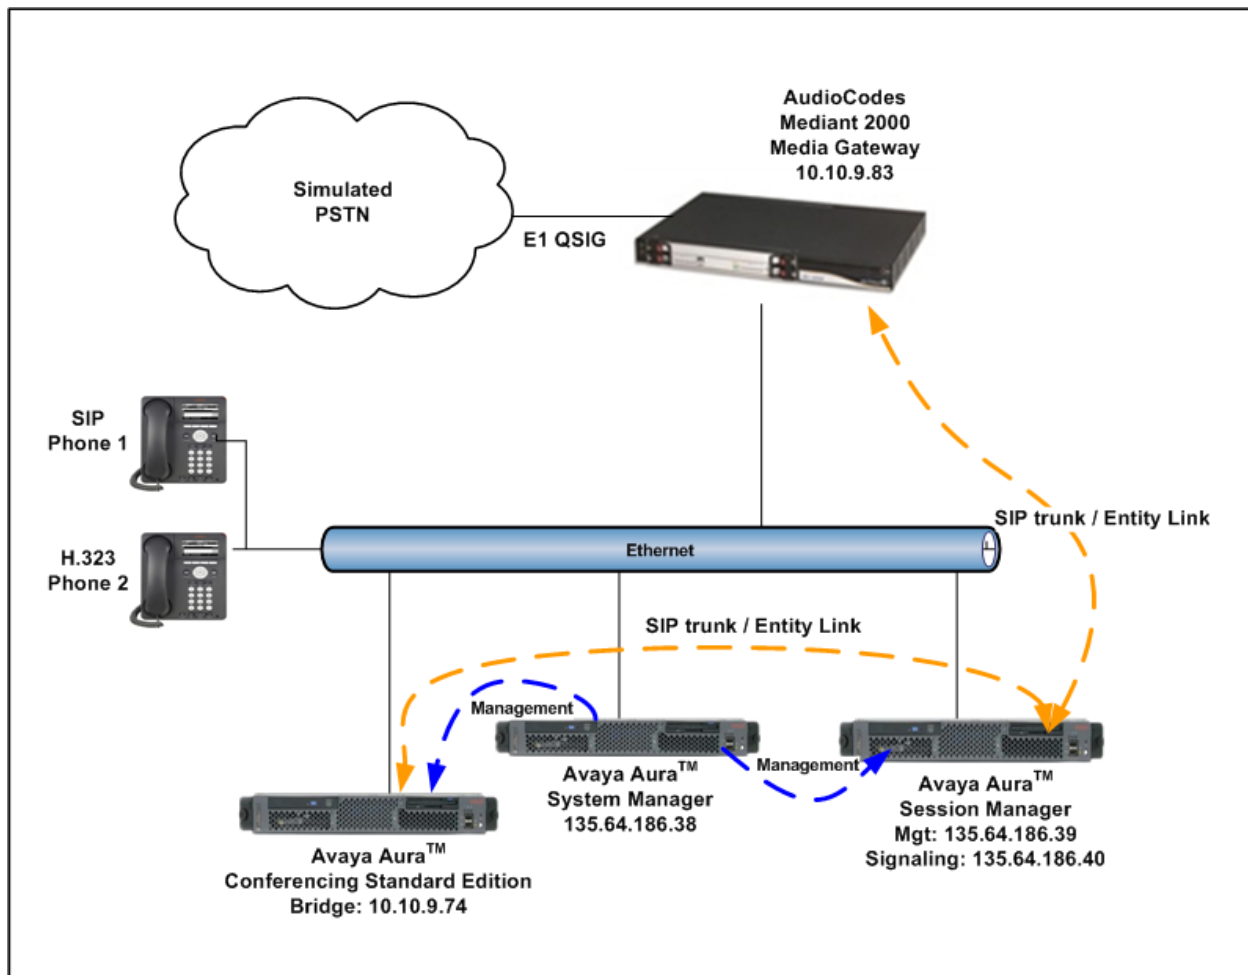 AudioCodes
Mediant 2000
Media Gateway
10.10.9.83
Simulated
PSTN
E1 QSIG
SIP
Phone 1
SIP trunk / Entity Link
H.323
Phone 2
Ethernet
SIP trunk / Entity Link
Management
Management
Avaya Aura™
System Manager
135.64.186.38
Avaya Aura™
Session Manager
Mgt: 135.64.186.39
Signaling: 135.64.186.40
Avaya Aura™
Conferencing Standard Edition
Bridge: 10.10.9.74